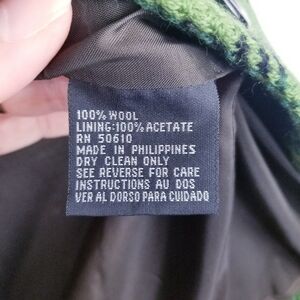 100% WOOL
LINING:100% ACETATE
RN 50610
MADE IN PHILIPPINES
DRY CLEAN ONLY
SEE REVERSE FOR CARE
INSTRUCTIONS AU DOS
VER AL DORSO PARA CUIDADO